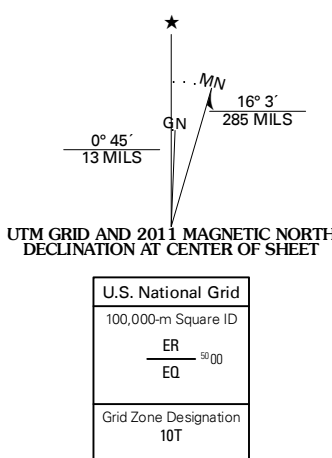 ★
MN
GN
16° 3´
285 MILS
0° 45´
13 MILS
UTM GRID AND 2011 MAGNETIC NORTH
DECLINATION AT CENTER OF SHEET
U.S. National Grid
100,000-m Square ID
ER
5000
EQ
Grid Zone Designation
10T